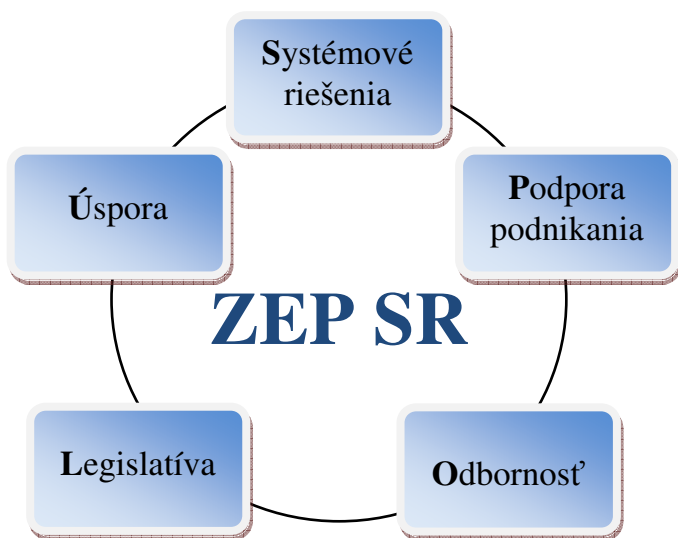 Systémové
riešenia
Úspora
Podpora
podnikania
ZEP SR
Legislatíva
Odbornosť